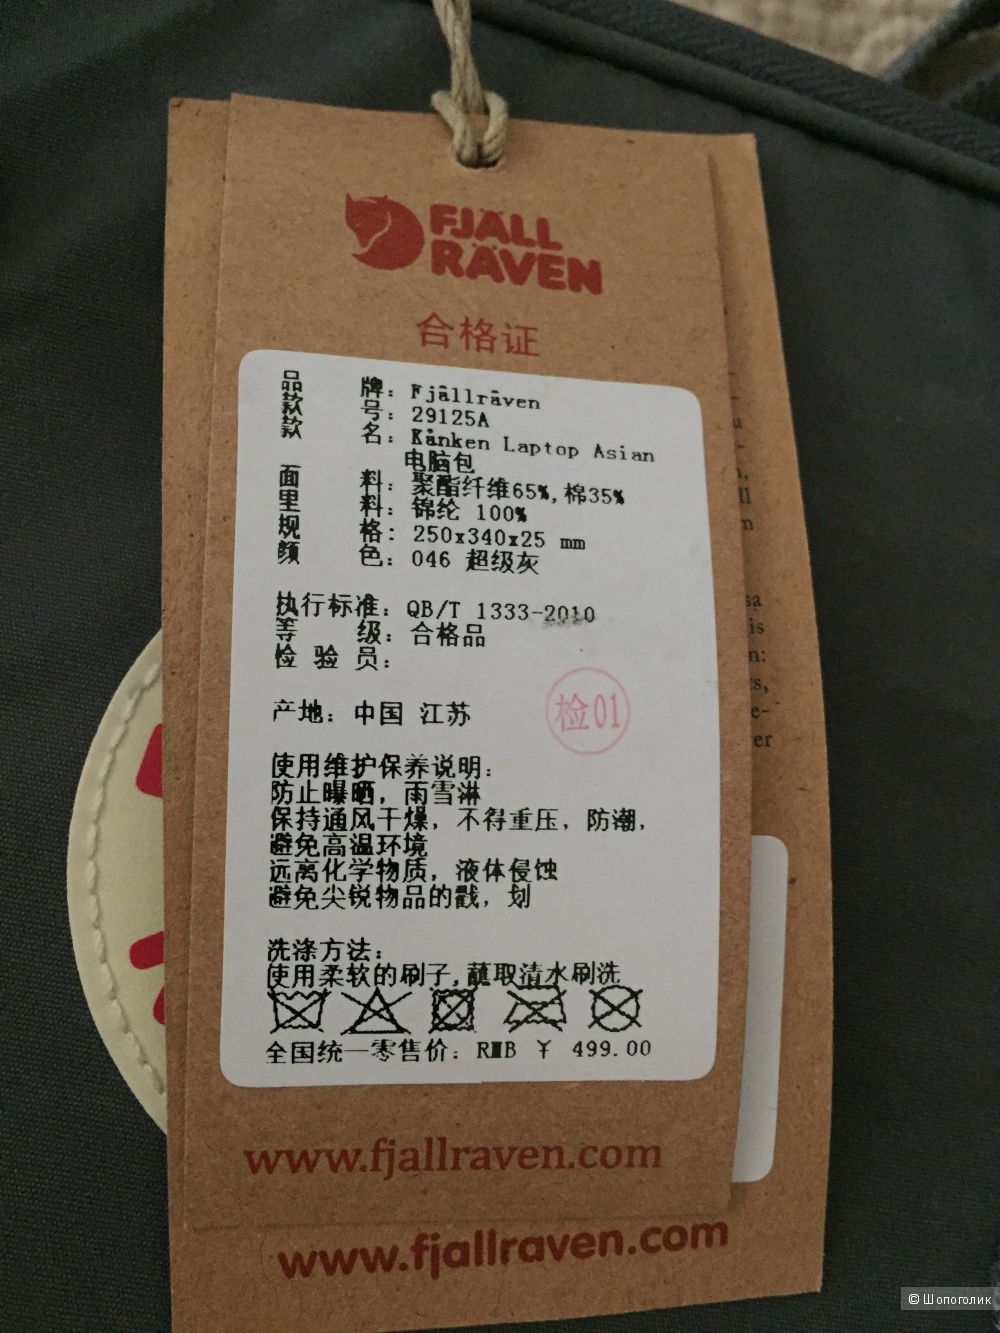 FJÄLL
RÄVEN
合格证
品 牌: Fjällräven
款 号: 29125A
款 名: Kånken Laptop Asian
电脑包
面 料: 聚酯纤维65%,棉35%
里 料: 锦纶 100%
规 格: 250x340x25 mm
颜 色: 046 超级灰
执行标准: QB/T 1333-2010
等 级: 合格品
检 验 员:
检01
产地: 中国 江苏
使用维护保养说明:
防止曝晒, 雨雪淋
保持通风干燥, 不得重压, 防潮,
避免高温环境
远离化学物质, 液体侵蚀
避免尖锐物品的戳, 划
洗涤方法:
使用柔软的刷子,蘸取清水刷洗
全国统一零售价: RMB ¥ 499.00
www.fjallraven.com
www.fjallraven.com
© Шопоголик